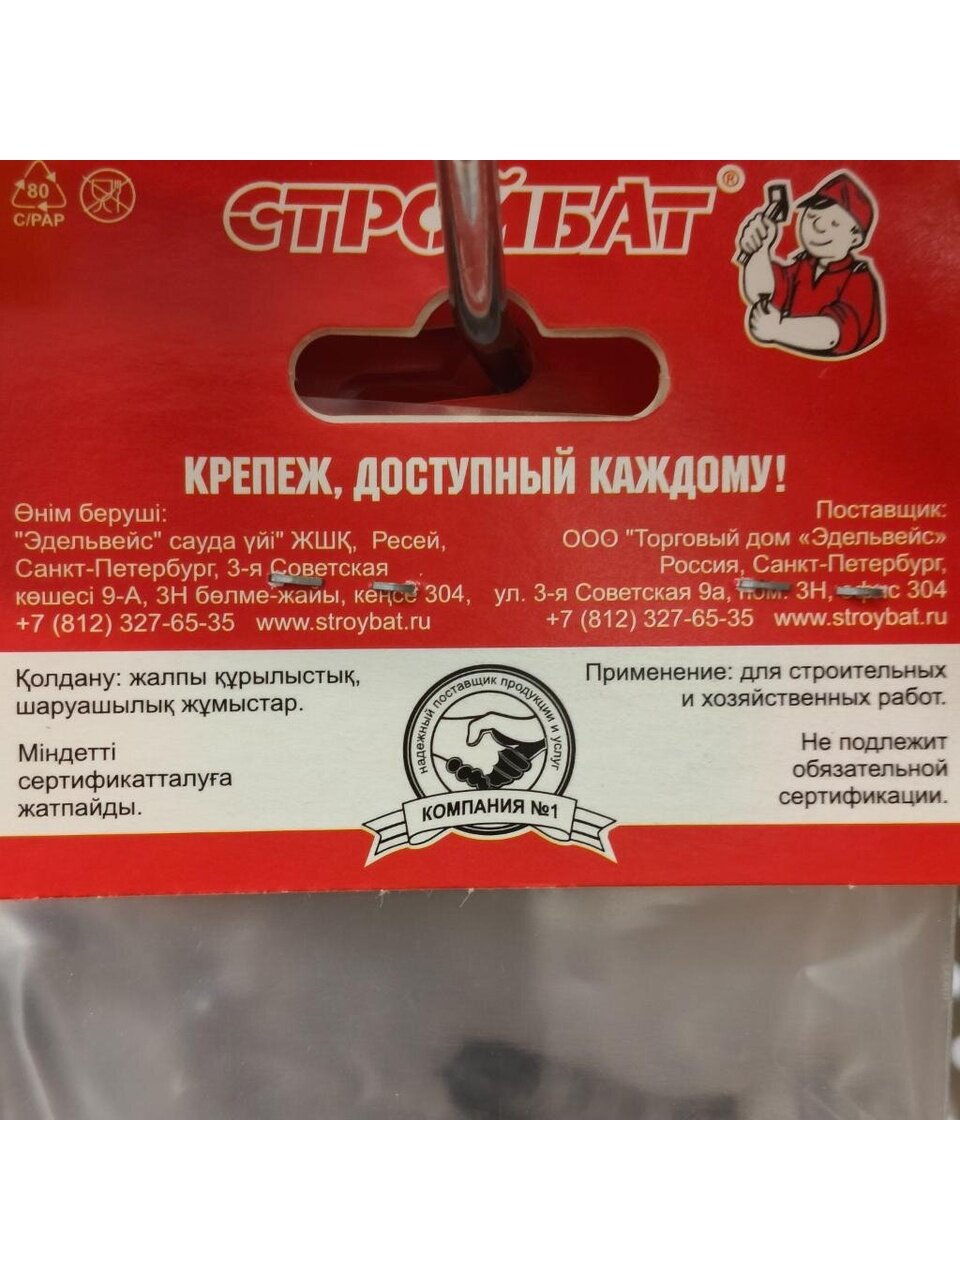 80
C/PAP
СТРОЙБАТ®
КРЕПЕЖ, ДОСТУПНЫЙ КАЖДОМУ!
Өнім беруші:
"Эдельвейс" сауда үйі" ЖШҚ, Ресей,
Санкт-Петербург, 3-я Советская
көшесі 9-А, 3Н бөлме-жайы, кеңсе 304,
+7 (812) 327-65-35 www.stroybat.ru
Поставщик:
ООО "Торговый дом «Эдельвейс»
Россия, Санкт-Петербург,
ул. 3-я Советская 9а, пом. 3Н, офис 304
+7 (812) 327-65-35 www.stroybat.ru
Қолдану: жалпы құрылыстық,
шаруашылық жұмыстар.
Міндетті
сертификатталуға
жатпайды.
надежный поставщик продукции и услуг
КОМПАНИЯ №1
Применение: для строительных
и хозяйственных работ.
Не подлежит
обязательной
сертификации.